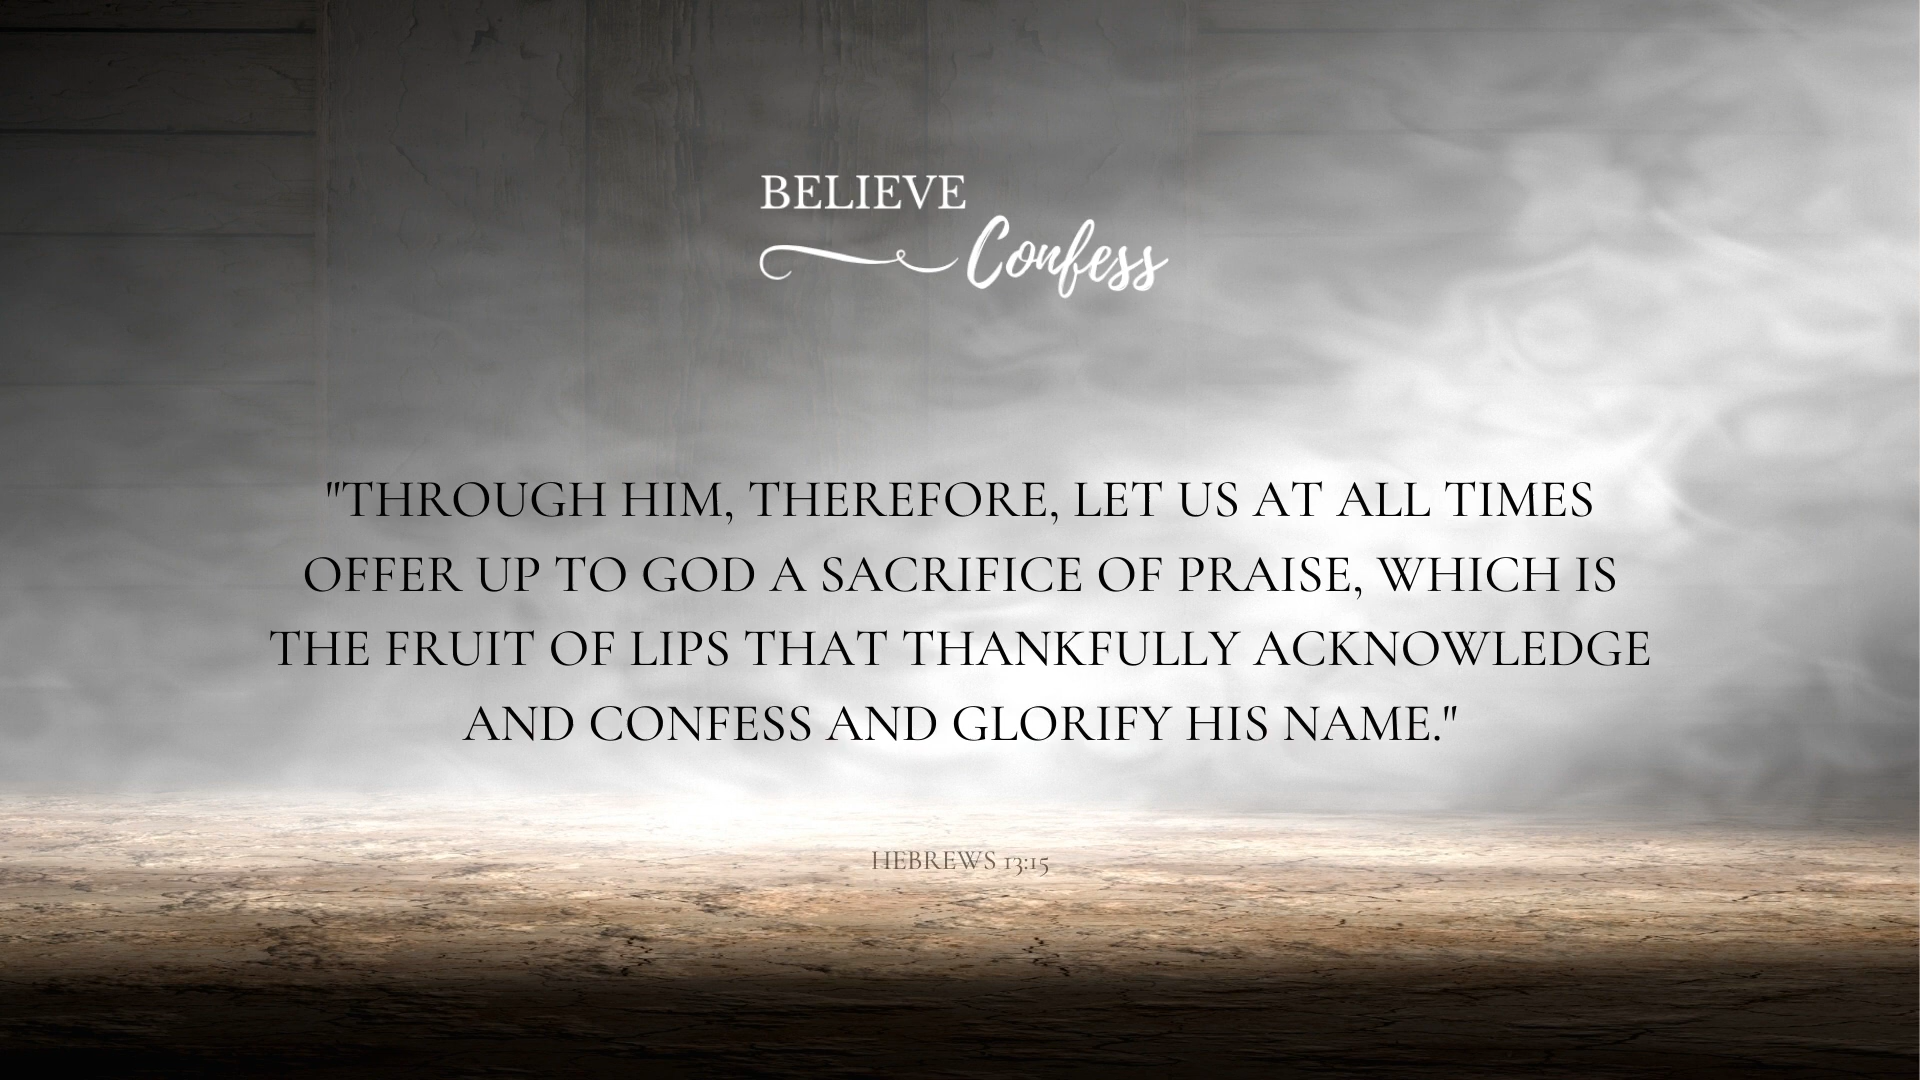 BELIEVE
Confess
"THROUGH HIM, THEREFORE, LET US AT ALL TIMES
OFFER UP TO GOD A SACRIFICE OF PRAISE, WHICH IS
THE FRUIT OF LIPS THAT THANKFULLY ACKNOWLEDGE
AND CONFESS AND GLORIFY HIS NAME."
HEBREWS 13:15